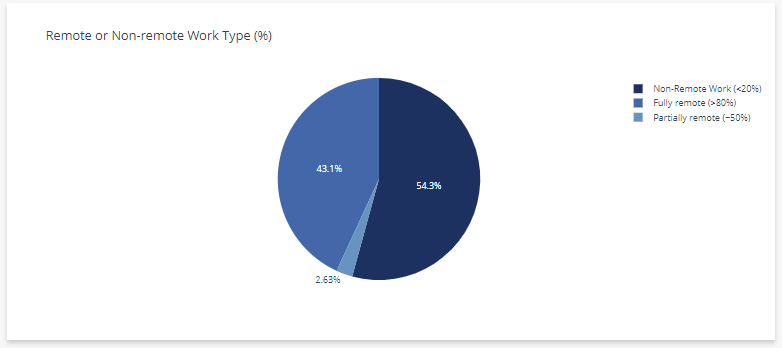 Remote or Non-remote Work Type (%)
Non-Remote Work (<20%)
Fully remote (>80%)
Partially remote (~50%)
43.1%
54.3%
2.63%